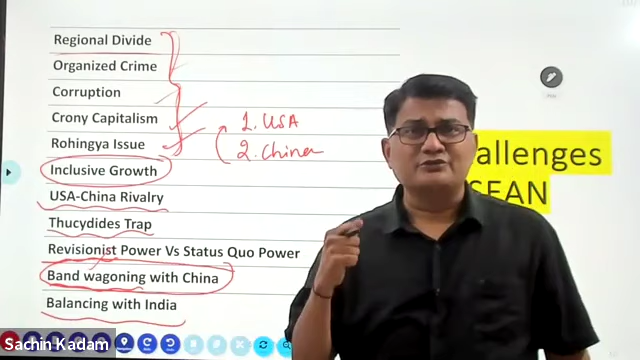 Regional Divide
Organized Crime
Corruption
Crony Capitalism
Rohingya Issue
Inclusive Growth
USA-China Rivalry
Thucydides Trap
Revisionist Power Vs Status Quo Power
Band wagoning with China
Balancing with India
1. USA
2. China
allenges
SEAN
Sachin Kadam